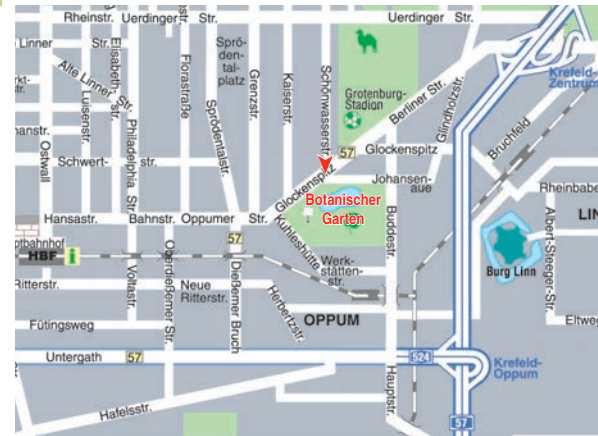 Rheinstr.
Uerdinger Str.
Uerdinger Str.
Linner Str.
Elisabeth-
str.
Alte Linner Str.
Luisenstr.
Philadelphia Str.
Florastraße
Sprö-
den-
tal-
platz
Sprödentalstr.
Grenzstr.
Kaiserstr.
Schönwasserstr.
Grotenburg-
Stadion
Berliner Str.
Glindholzstr.
Krefeld-
Zentrum
57
Glockenspitz
Glockenspitz
Bruchfeld
Ostwall
Schwert- str.
Johansen-
aue
Botanischer
Garten
Rheinbabe
LIN
Hansastr.
Bahnstr.
Oppumer Str.
Kuhleshütte
Buddestr.
Albert-Steeger-Str.
57
HBF
i
Burg Linn
Werk-
stätten-
str.
Ritterstr.
Voltastr.
Oberdießemer Str.
Neue
Ritterstr.
Dießemer Bruch
Herbertzstr.
OPPUM
Fütingsweg
Eltweg
Untergath
57
524
Krefeld-
Oppum
Hauptstr.
Hafelsstr.
57